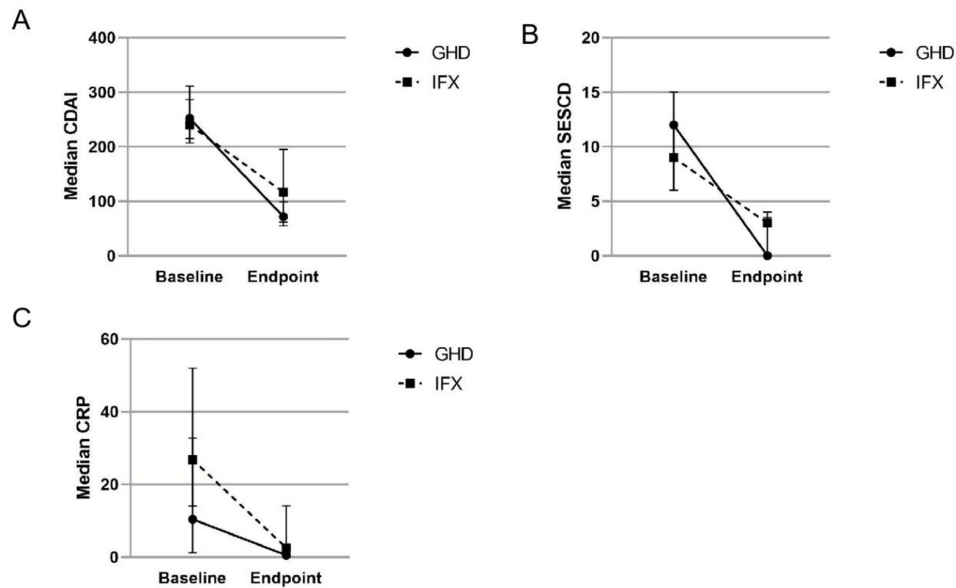 A
Median CDAI
400
300
200
100
0
Baseline Endpoint
GHD
IFX
B
Median SESCD
20
15
10
5
0
Baseline Endpoint
GHD
IFX
C
Median CRP
60
40
20
0
Baseline Endpoint
GHD
IFX